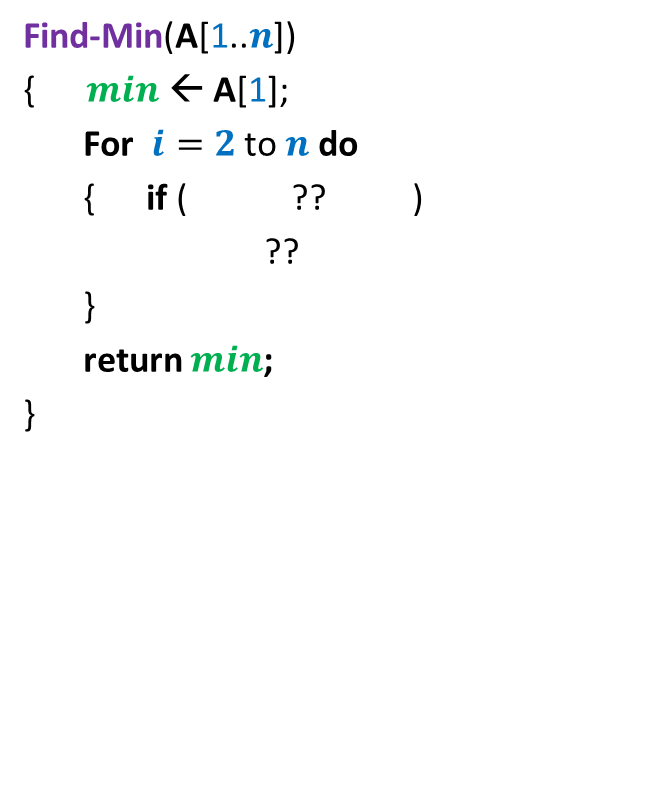 Find-Min(A[1..n])
{ min ← A[1];
For i = 2 to n do
{ if ( ?? )
??
}
return min;
}